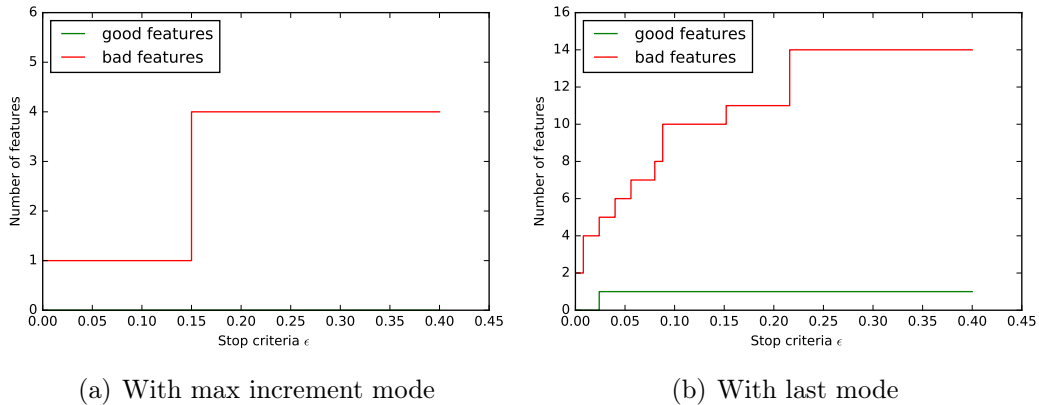 good features
bad features
6
5
4
3
2
1
0
Number of features
0.00 0.05 0.10 0.15 0.20 0.25 0.30 0.35 0.40 0.45
Stop criteria ϵ
(a) With max increment mode
good features
bad features
16
14
12
10
8
6
4
2
0
Number of features
0.00 0.05 0.10 0.15 0.20 0.25 0.30 0.35 0.40 0.45
Stop criteria ϵ
(b) With last mode